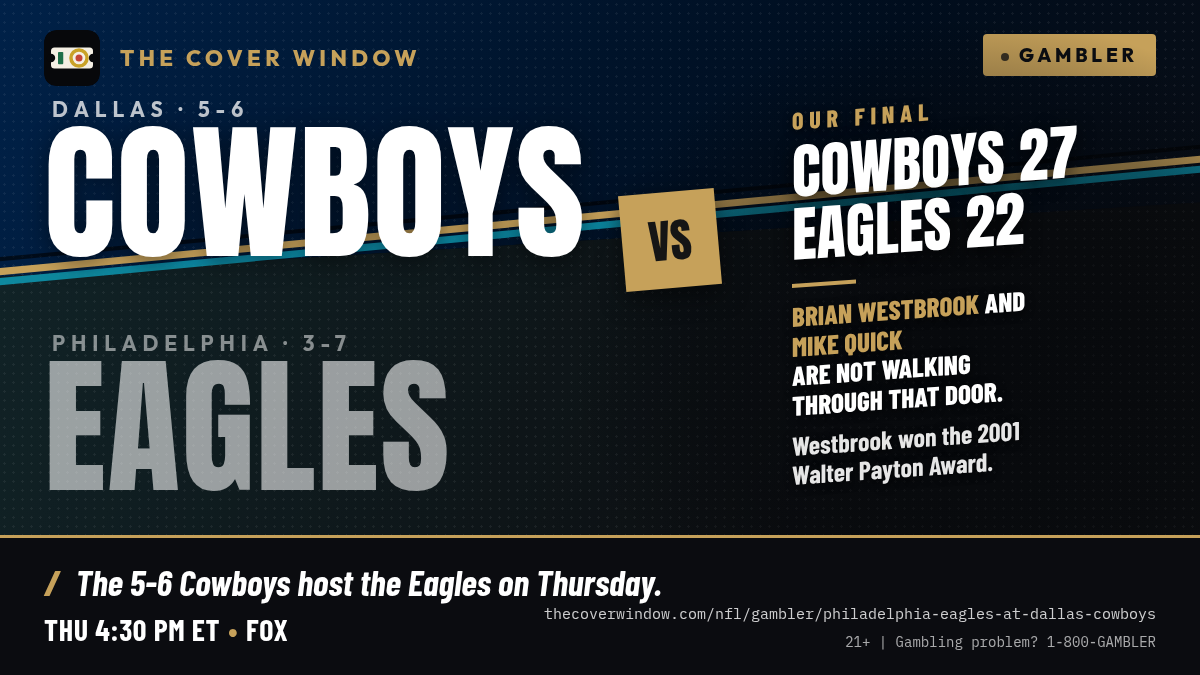 THE COVER WINDOW
• GAMBLER
DALLAS · 5-6
COWBOYS
VS
PHILADELPHIA · 3-7
EAGLES
OUR FINAL
COWBOYS 27
EAGLES 22
BRIAN WESTBROOK AND
MIKE QUICK
ARE NOT WALKING
THROUGH THAT DOOR.
Westbrook won the 2001
Walter Payton Award.
/ The 5-6 Cowboys host the Eagles on Thursday.
THU 4:30 PM ET • FOX
thecoverwindow.com/nfl/gambler/philadelphia-eagles-at-dallas-cowboys
21+ | Gambling problem? 1-800-GAMBLER